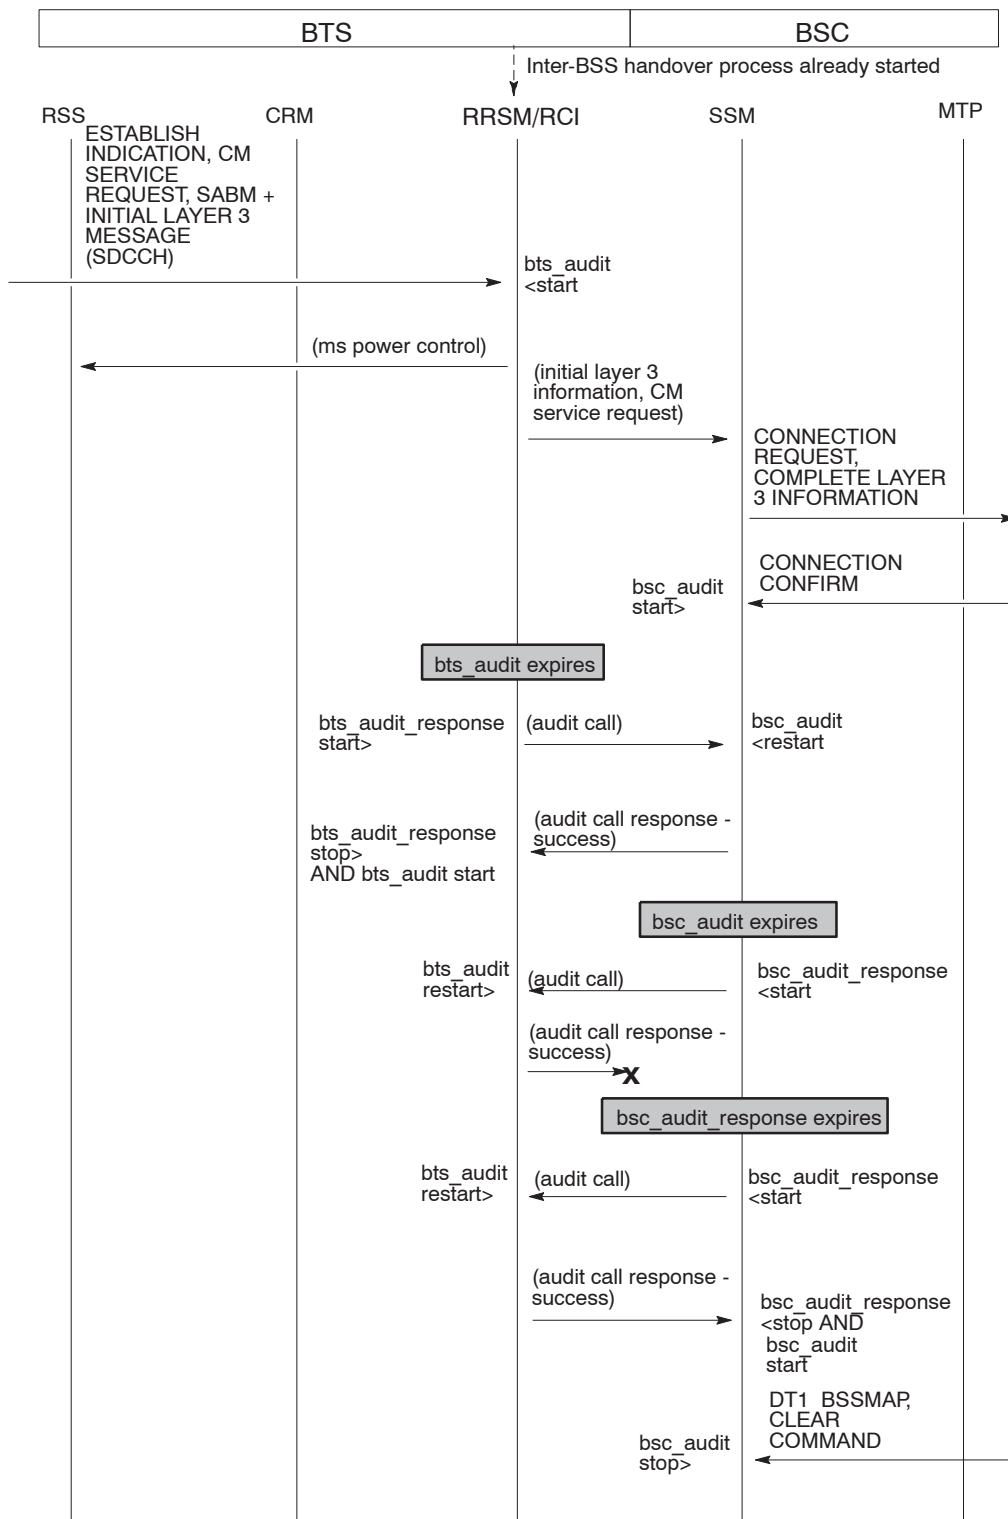 BTS
BSC
Inter-BSS handover process already started
RSS
CRM
RRSM/RCI
SSM
MTP
ESTABLISH
INDICATION, CM
SERVICE
REQUEST, SABM +
INITIAL LAYER 3
MESSAGE
(SDCCH)
bts_audit
<start
(ms power control)
(initial layer 3
information, CM
service request)
CONNECTION
REQUEST,
COMPLETE LAYER
3 INFORMATION
CONNECTION
CONFIRM
bsc_audit
start>
bts_audit expires
bts_audit_response
start>
(audit call)
bsc_audit
<restart
(audit call response -
success)
bts_audit_response
stop>
AND bts_audit start
bsc_audit expires
bts_audit
restart>
(audit call)
bsc_audit_response
<start
(audit call response -
success)
X
bsc_audit_response expires
bts_audit
restart>
(audit call)
bsc_audit_response
<start
(audit call response -
success)
bsc_audit_response
<stop AND
bsc_audit
start
DT1 BSSMAP,
CLEAR
COMMAND
bsc_audit
stop>